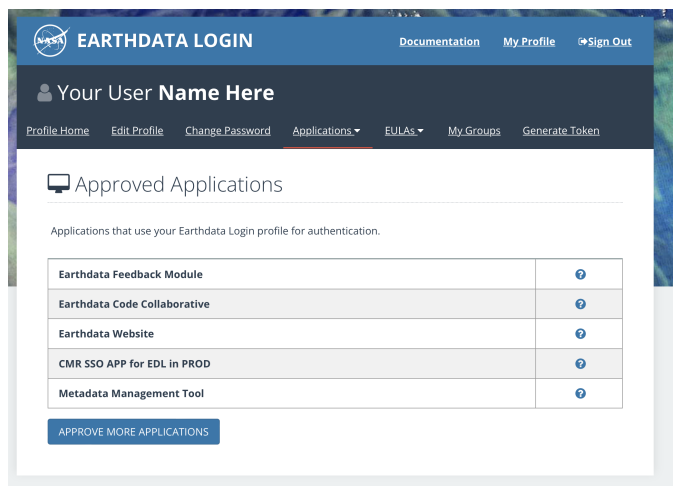 NASA
EARTHDATA LOGIN
Documentation My Profile Sign Out
Your User Name Here
Profile Home Edit Profile Change Password Applications EULAs My Groups Generate Token
Approved Applications
Applications that use your Earthdata Login profile for authentication.
Earthdata Feedback Module ?
Earthdata Code Collaborative ?
Earthdata Website ?
CMR SSO APP for EDL in PROD ?
Metadata Management Tool ?
APPROVE MORE APPLICATIONS